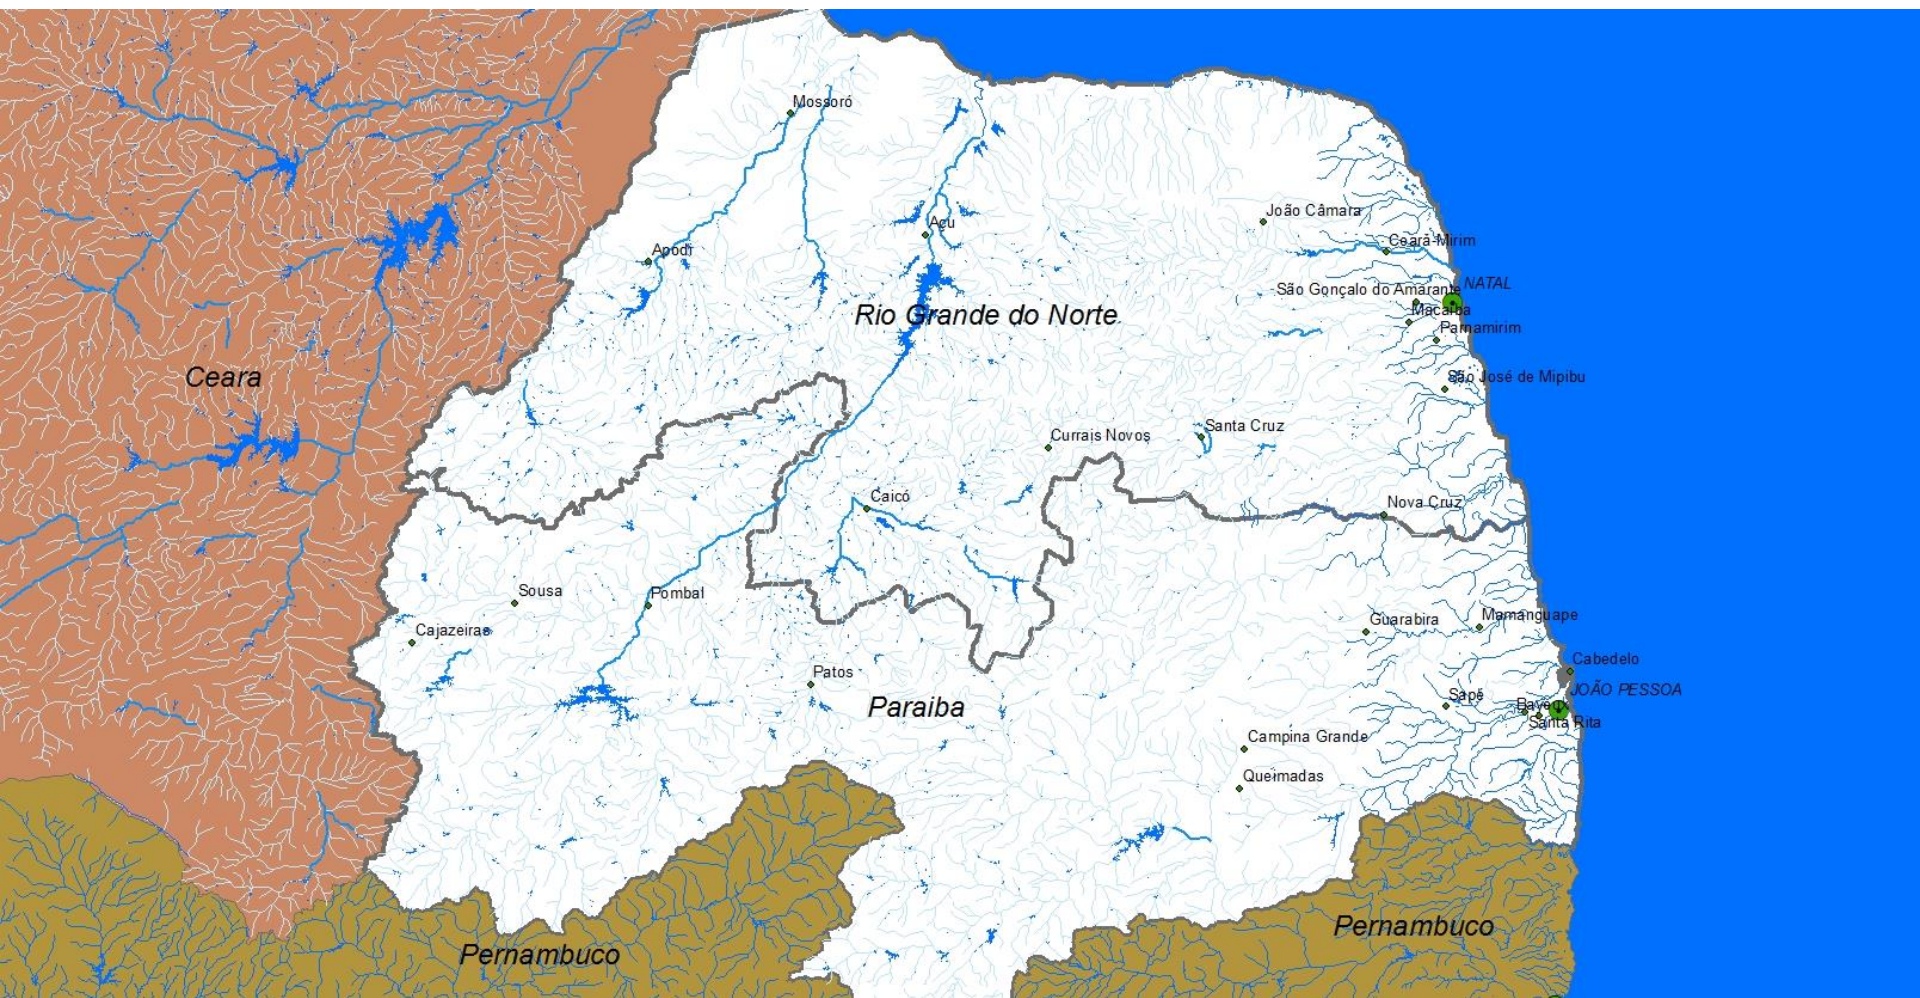 Mossoró
João Câmara
Açu
Ceará-Mirim
Apodi
NATAL
São Gonçalo do Amarante
Macaíba
Rio Grande do Norte
Parnamirim
Ceara
São José de Mipibu
Santa Cruz
Currais Novos
Caicó
Nova Cruz
Sousa
Pombal
Mamanguape
Guarabira
Cajazeiras
Cabedelo
Patos
JOÃO PESSOA
Sapé
Bayeux
Paraiba
Santa Rita
Campina Grande
Queimadas
Pernambuco
Pernambuco